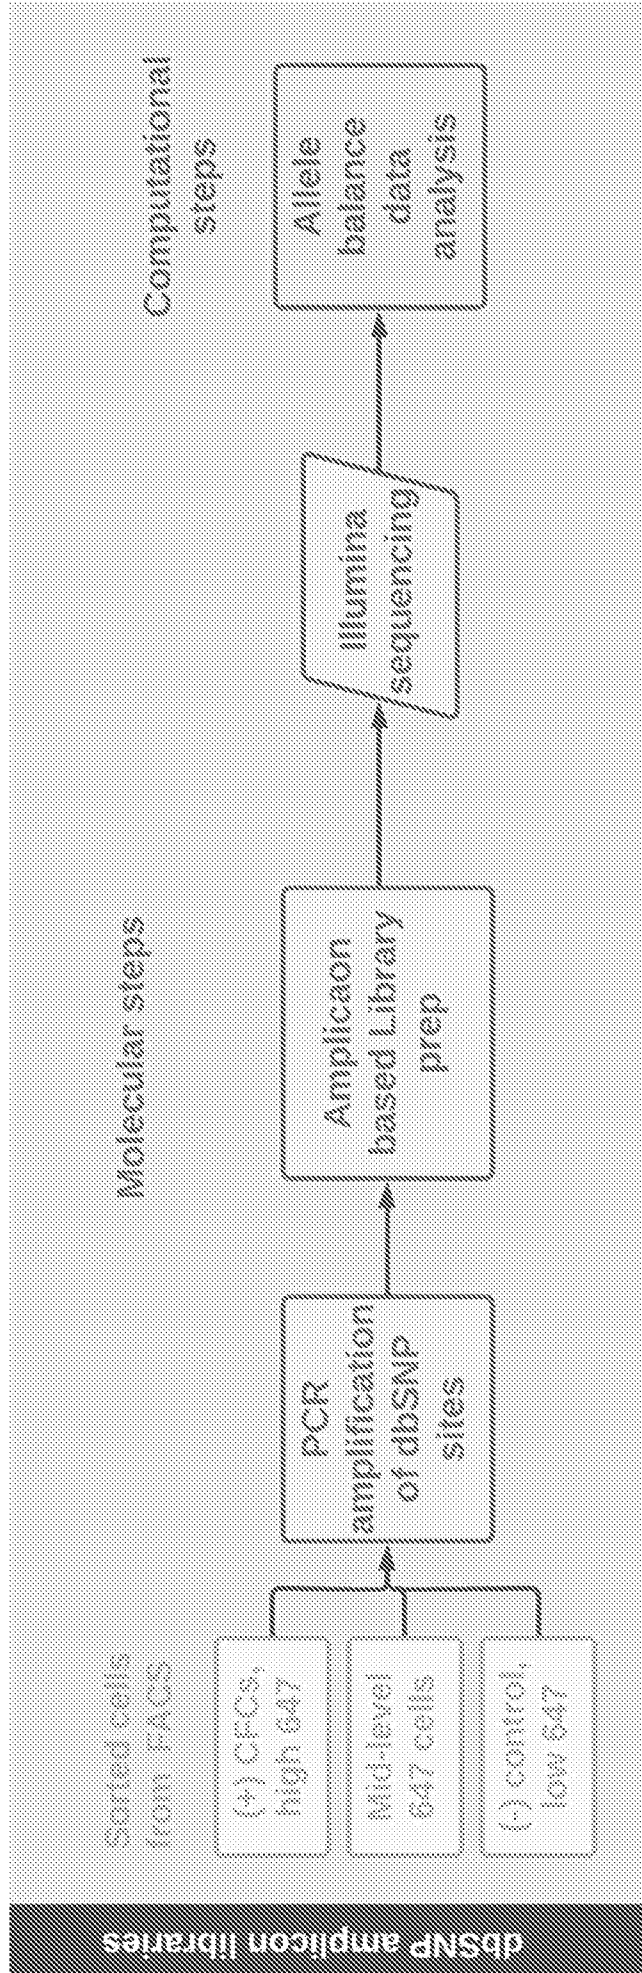 dbSNP amplicon libraries
Sorted cells
from FACS
(+) CFCs,
high 647
Mid-level
647 cells
(-) control,
low 647
Molecular steps
PCR
amplification
of dbSNP
sites
Amplicaon
based Library
prep
Illumina
sequencing
Computational
steps
Allele
balance
data
analysis